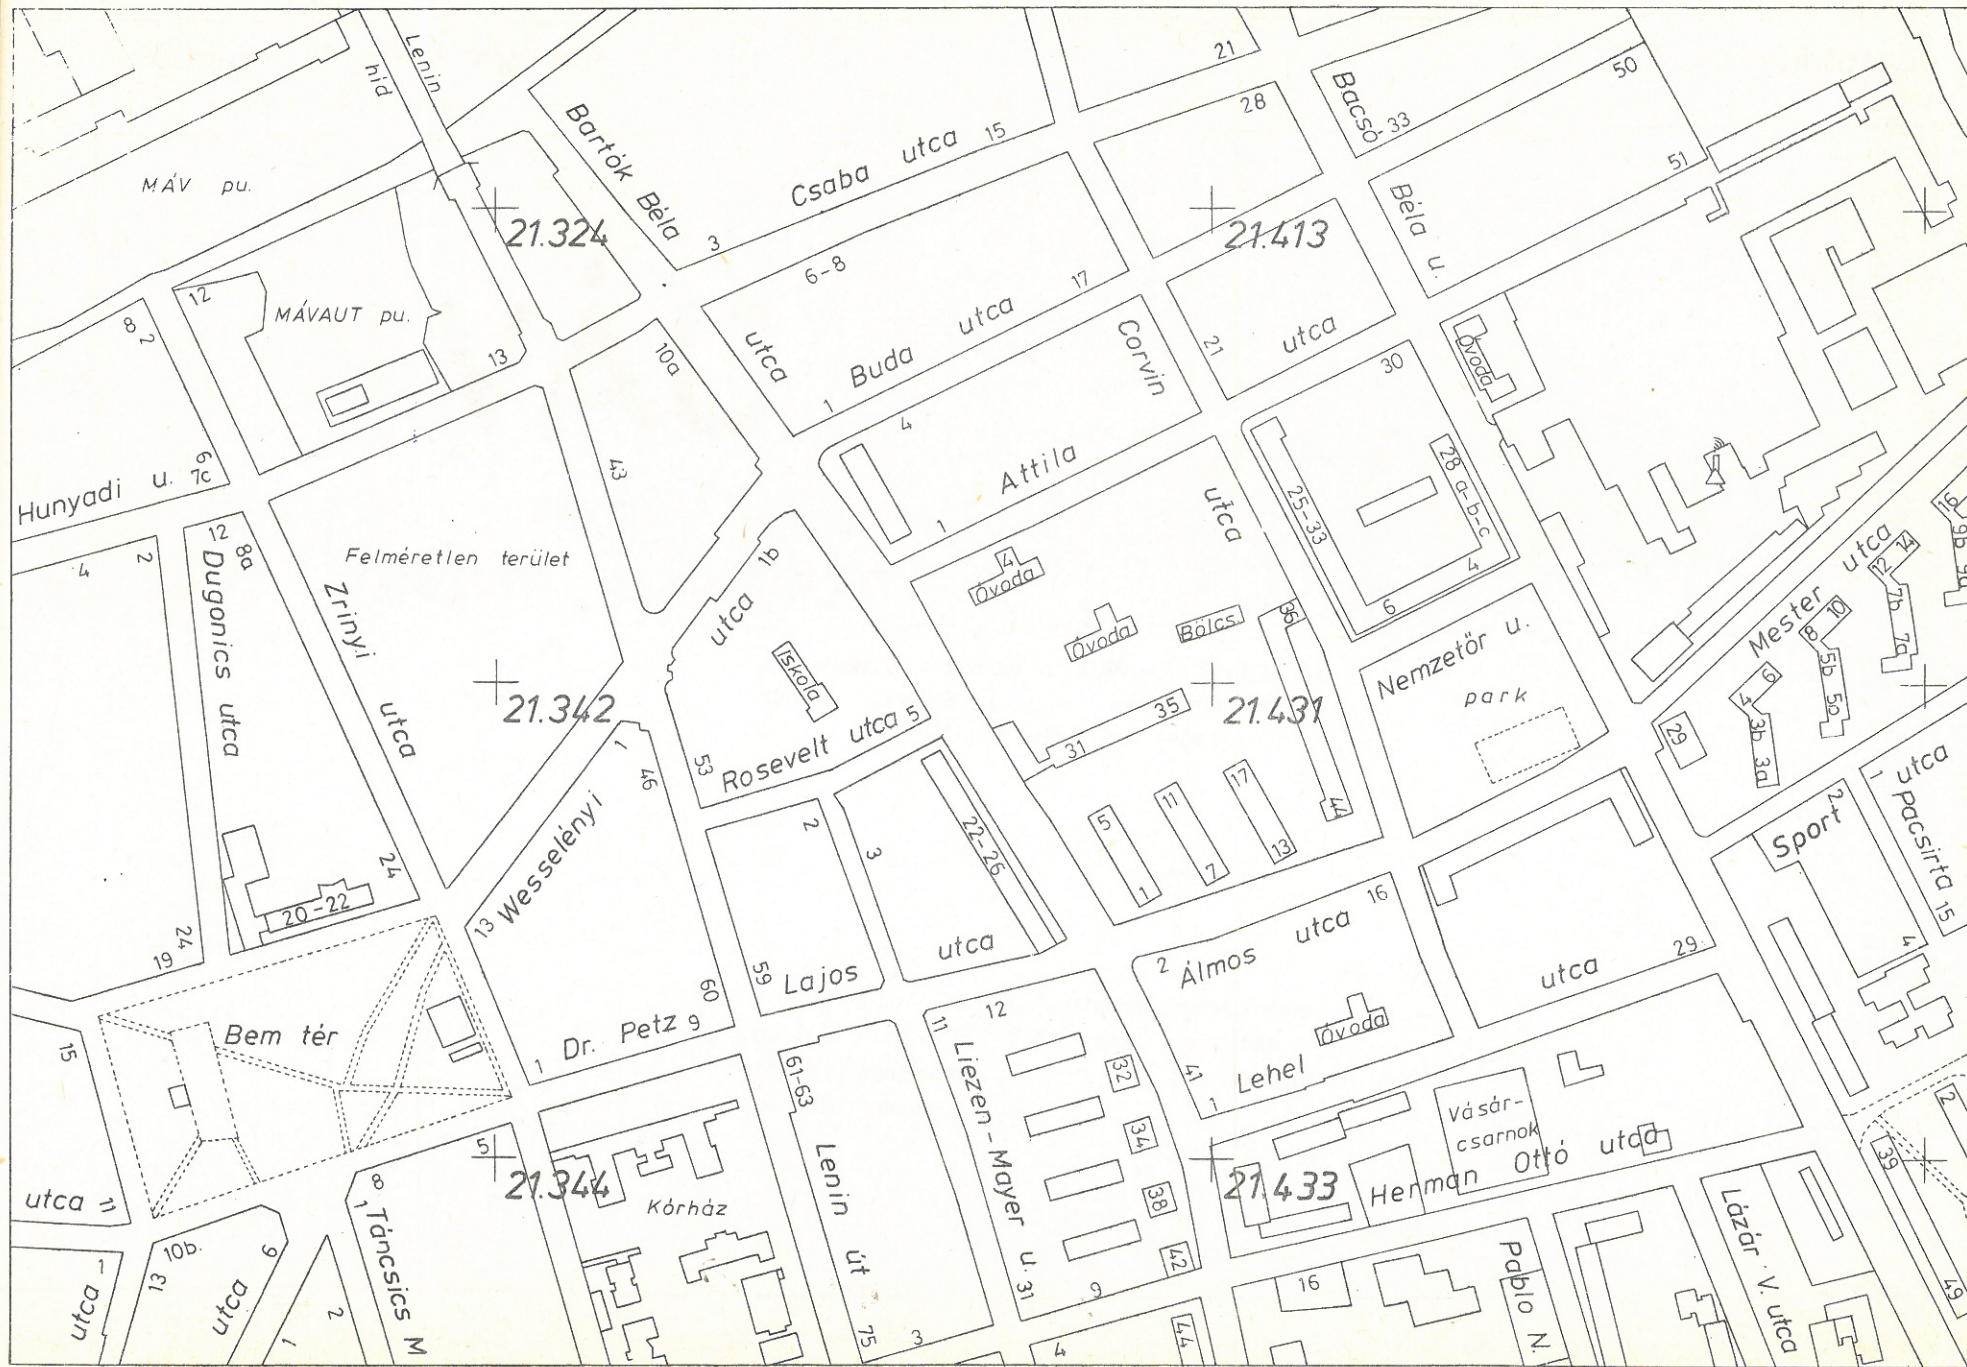 Lenin
híd
21
50
Bacsó
33
28
Bartók Béla
15
Csaba utca
51
MÁV pu.
21.324
3
21.413
Béla u.
6-8
17
12
MÁVAUT pu.
8
2
utca
Buda utca
Corvin
21
utca
Óvoda
13
10a
1
30
4
43
Attila
utca
28 a-b-c
6
7c
Hunyadi u.
25-33
1
16
9b
9a
12
8a
1b
4
2
Felméretlen terület
4
Óvoda
4
utca
14
12
Dugonics utca
Zrínyi utca
utca
Iskola
Óvoda
Bölcs.
36
6
Nemzetőr u.
Mester
10
8
7b
7a
park
5b
5a
6
4
21.342
21.431
35
31
5
Rosevelt utca
53
1
46
29
3b
3a
17
11
5
44
13
7
1
2
3
22-26
utca
1
pacsirta
15
Sport
2
4
Wesselényi
13
24
20-22
24
19
16
Álmos utca
2
utca
29
utca
59
Lajos
60
Dr. Petz 9
1
Bem tér
15
11
12
Óvoda
Lehel
41
1
61-63
32
34
38
42
Liezen-Mayer u.
31
9
Vásár-
csarnok
2
39
49
5
21.344
21.433
Herman Ottó utca
Kórház
8
1
Táncsics M
Lenin út
75
3
utca 11
10b.
13
6
utca
1
utca
1
2
4
44
16
Pablo N.
Lázár V. utca